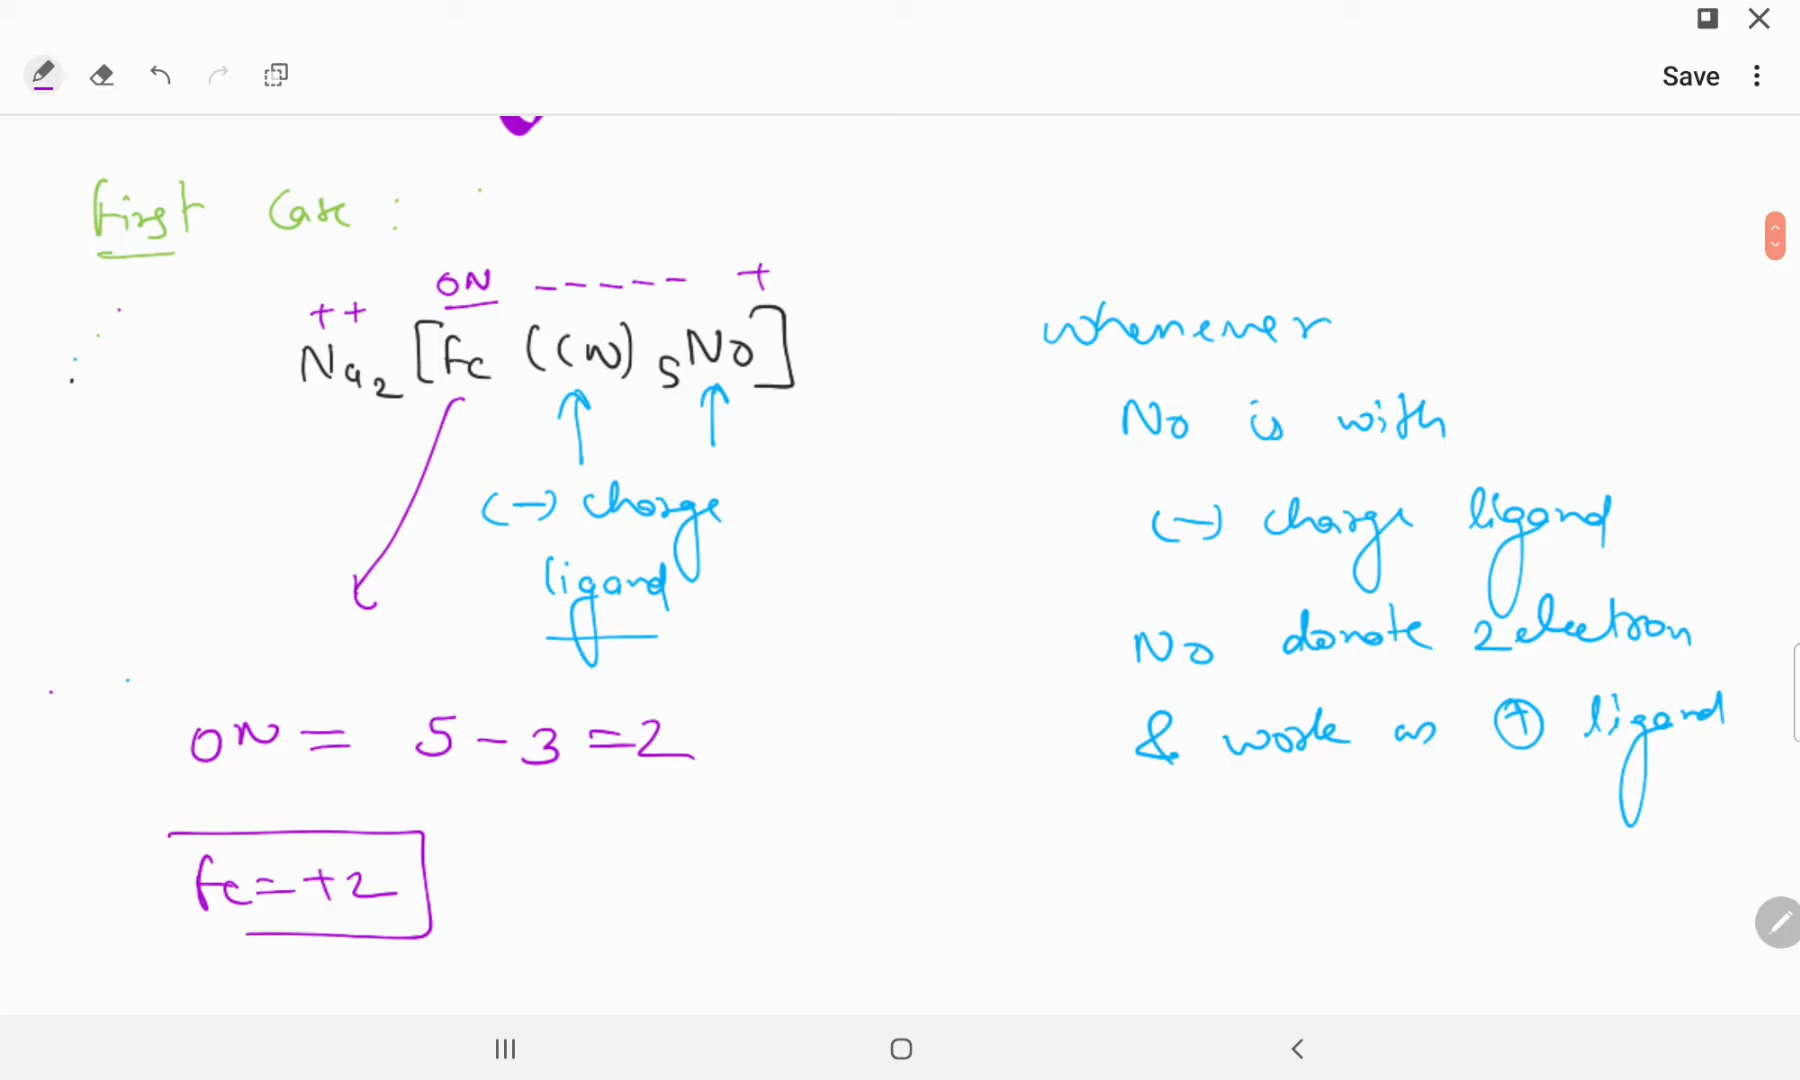 Save
First Case :
ON - - - - - +
+ +
Na2 [Fe (CN) 5 NO]
(-) charge
ligand
ON = 5 - 3 = 2
Fe = +2
whenever
NO is with
(-) charge ligand
NO donate 2 electron
& work as + ligand